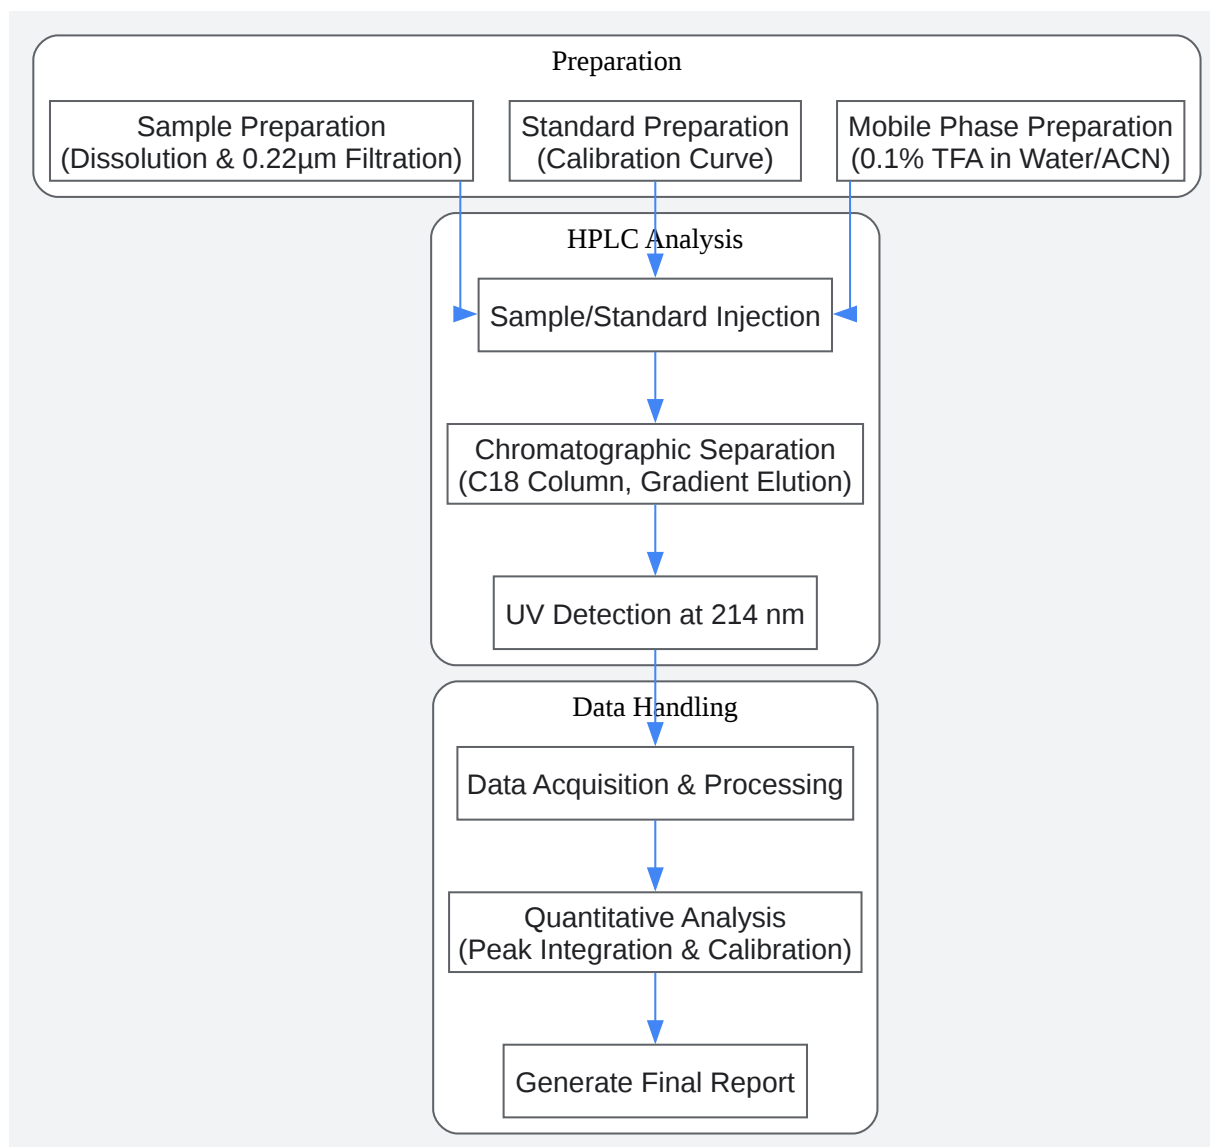 Preparation
Sample Preparation
(Dissolution & 0.22µm Filtration)
Standard Preparation
(Calibration Curve)
Mobile Phase Preparation
(0.1% TFA in Water/ACN)
HPLC Analysis
Sample/Standard Injection
Chromatographic Separation
(C18 Column, Gradient Elution)
UV Detection at 214 nm
Data Handling
Data Acquisition & Processing
Quantitative Analysis
(Peak Integration & Calibration)
Generate Final Report